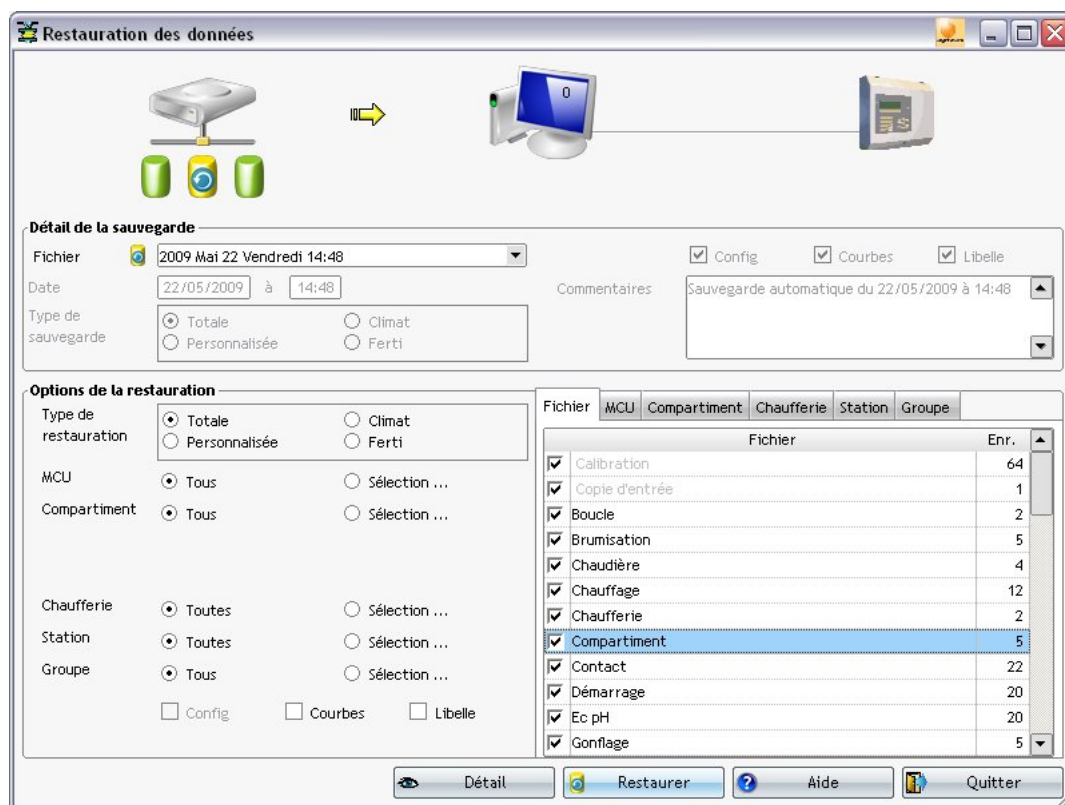 Restauration des données
0
Détail de la sauvegarde
Fichier 2009 Mai 22 Vendredi 14:48
Config Courbes Libelle
Date 22/05/2009 à 14:48
Commentaires Sauvegarde automatique du 22/05/2009 à 14:48
Type de sauvegarde
Totale Climat
Personnalisée Ferti
Options de la restauration
Type de restauration
Totale Climat
Personnalisée Ferti
MCU Tous Sélection ...
Compartiment Tous Sélection ...
Chaufferie Toutes Sélection ...
Station Toutes Sélection ...
Groupe Tous Sélection ...
Config Courbes Libelle
Fichier MCU Compartiment Chaufferie Station Groupe
Fichier Enr.
Calibration 64
Copie d'entrée 1
Boucle 2
Brumisation 5
Chaudière 4
Chauffage 12
Chaufferie 2
Compartiment 5
Contact 22
Démarrage 20
Ec pH 20
Gonflage 5
Détail Restaurer Aide Quitter